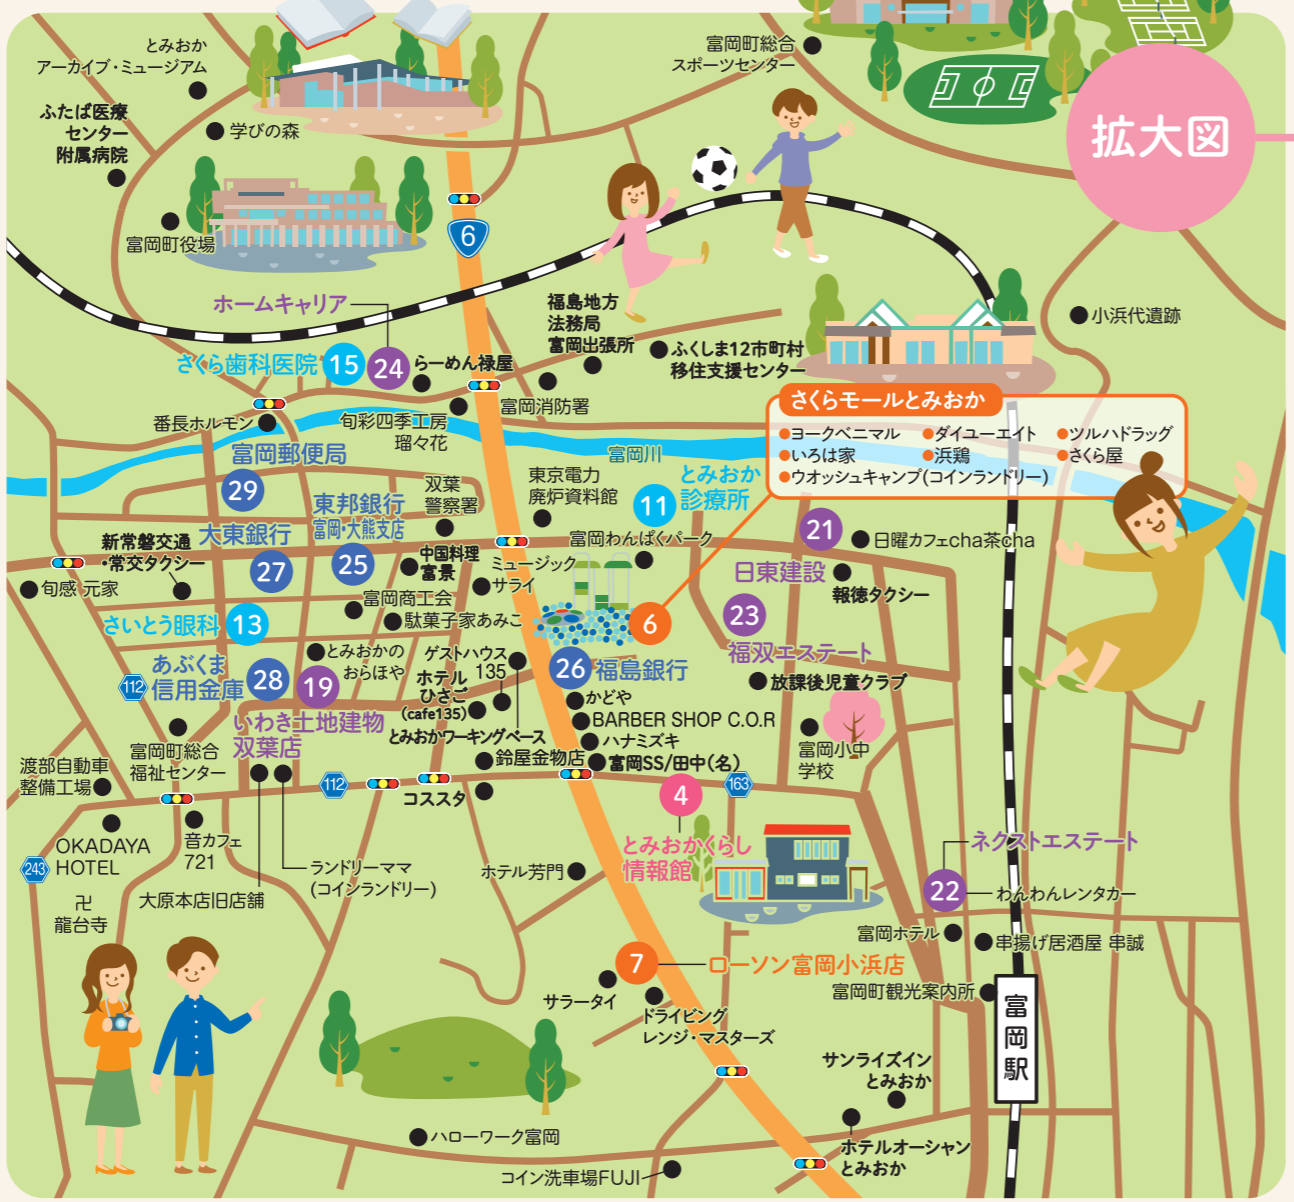 とみおか
アーカイブ・ミュージアム
ふたば医療
センター
附属病院
学びの森
富岡町役場
富岡町総合
スポーツセンター
拡大図
6
ホームキャリア
さくら歯科医院
15
24
らーめん禄屋
福島地方
法務局
富岡出張所
ふくしま12市町村
移住支援センター
小浜代遺跡
番長ホルモン
旬彩四季工房
瑠々花
富岡消防署
さくらモールとみおか
●ヨークベニマル ●ダイユーエイト ●ツルハドラッグ
●いろは家 ●浜鶏 ●さくら屋
●ウオッシュキャンプ(コインランドリー)
富岡川
富岡郵便局
29
東邦銀行
富岡・大熊支店
25
双葉
警察署
東京電力
廃炉資料館
11
とみおか
診療所
21
日曜カフェcha茶cha
大東銀行
27
新常磐交通
・常交タクシー
中国料理
富景
ミュージック
サライ
富岡わんぱくパーク
日東建設
報徳タクシー
旬感 元家
富岡商工会
駄菓子家あみこ
6
23
福双エステート
さいとう眼科
13
とみおかの
おらほや
ゲストハウス
135
26
福島銀行
放課後児童クラブ
112
あぶくま
信用金庫
28
19
いわき土地建物
双葉店
ホテル
ひさご
(cafe135)
とみおかワーキングベース
かどや
BARBER SHOP C.O.R
ハナミズキ
富岡SS/田中(名)
鈴屋金物店
富岡小中
学校
富岡町総合
福祉センター
渡部自動車
整備工場
112
コススタ
4
163
とみおかくらし
情報館
OKADAYA
HOTEL
243
音カフェ
721
ランドリーママ
(コインランドリー)
大原本店旧店舗
ホテル芳門
ネクストエステート
22
わんわんレンタカー
卍
龍台寺
富岡ホテル
串揚げ居酒屋 串誠
7
ローソン富岡小浜店
サラータイ
ドライビング
レンジ・マスターズ
富岡町観光案内所
富岡駅
サンライズイン
とみおか
ホテルオーシャン
とみおか
ハローワーク富岡
コイン洗車場FUJI